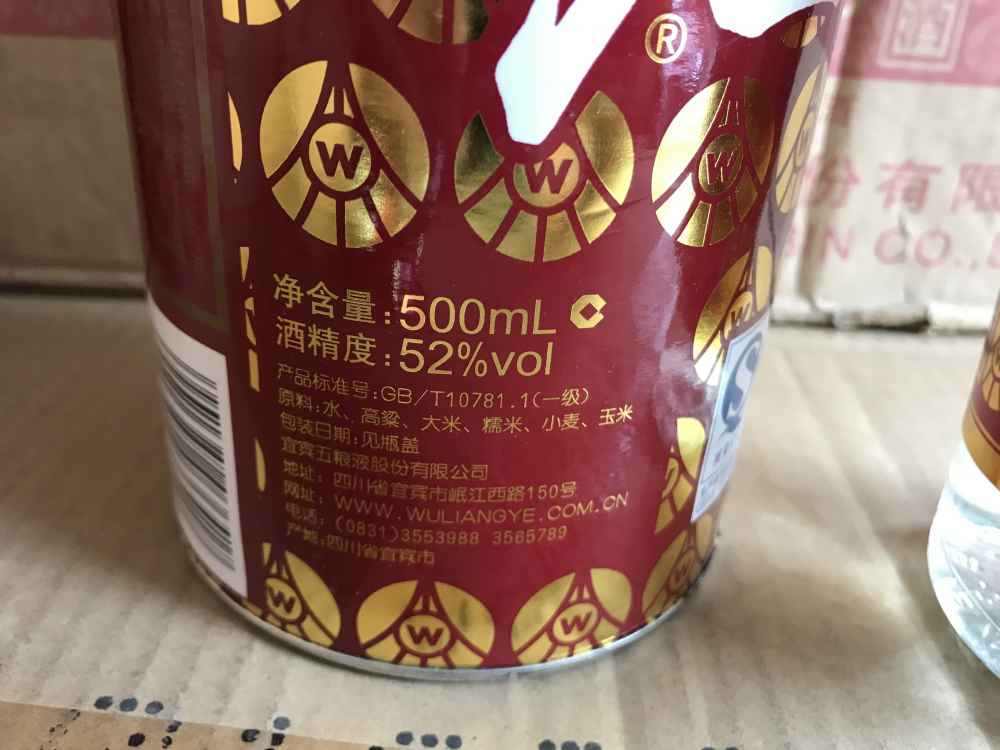 ®
W
W
W
W
份有限
N CO.,
净含量:500mL
酒精度:52%vol
产品标准号:GB/T10781.1(一级)
原料:水、高粱、大米、糯米、小麦、玉米
包装日期:见瓶盖
宜宾五粮液股份有限公司
地址: 四川省宜宾市岷江西路150号
网址: WWW.WULIANGYE.COM.CN
电话: (0831)3553988 3565789
产地:四川省宜宾市
S
W
W
W
W